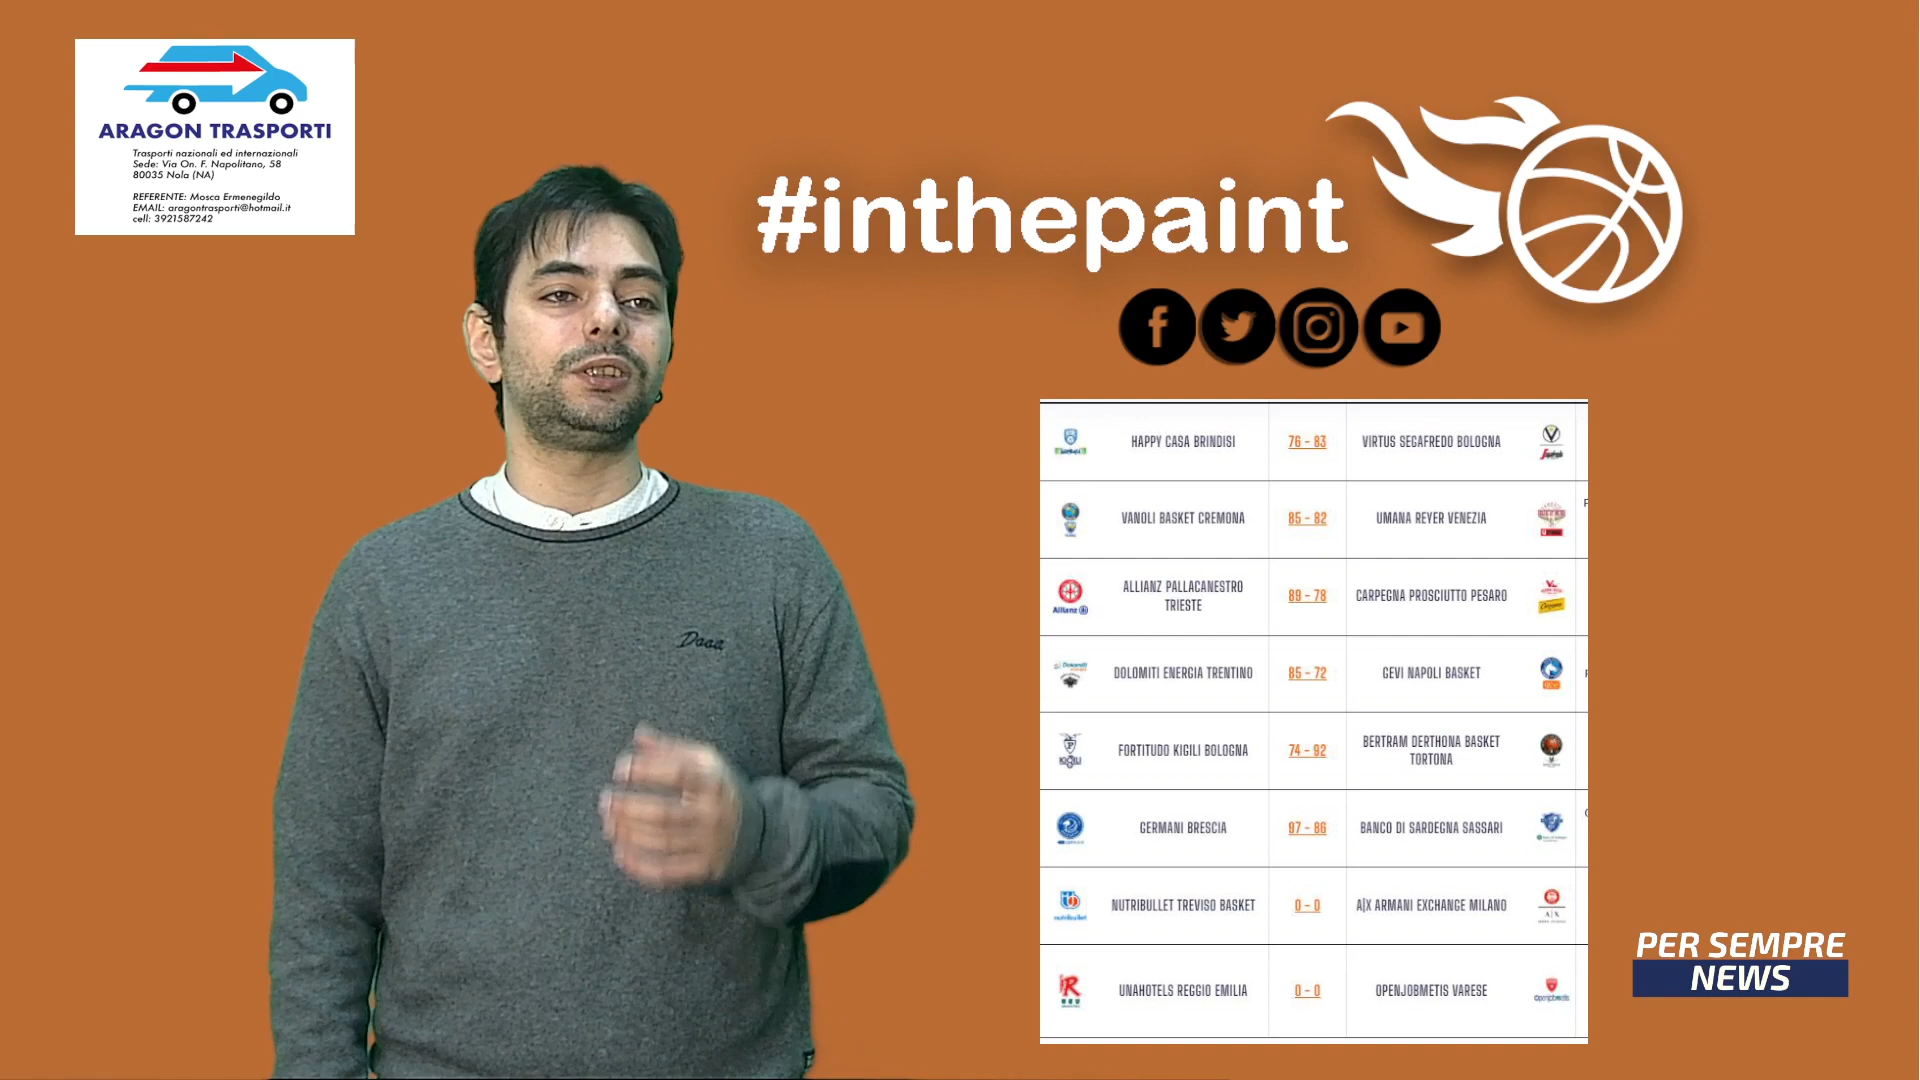 ARAGON TRASPORTI
Trasporti nazionali ed internazionali
Sede: Via On. F. Napolitano, 58
80035 Nola (NA)
REFERENTE: Mosca Ermenegildo
EMAIL: aragontrasporti@hotmail.it
cell: 3921587242
#inthepaint
HAPPY CASA BRINDISI 76 - 83 VIRTUS SEGAFREDO BOLOGNA
VANOLI BASKET CREMONA 85 - 82 UMANA REYER VENEZIA
ALLIANZ PALLACANESTRO
TRIESTE 89 - 78 CARPEGNA PROSCIUTTO PESARO
Allianz
DOLOMITI ENERGIA TRENTINO 85 - 72 GEVI NAPOLI BASKET
FORTITUDO KIGILI BOLOGNA 74 - 92 BERTRAM DERTHONA BASKET
TORTONA
GERMANI BRESCIA 97 - 86 BANCO DI SARDEGNA SASSARI
NUTRIBULLET TREVISO BASKET 0 - 0 A|X ARMANI EXCHANGE MILANO
UNAHOTELS REGGIO EMILIA 0 - 0 OPENJOBMETIS VARESE
Daaa
PER SEMPRE
NEWS